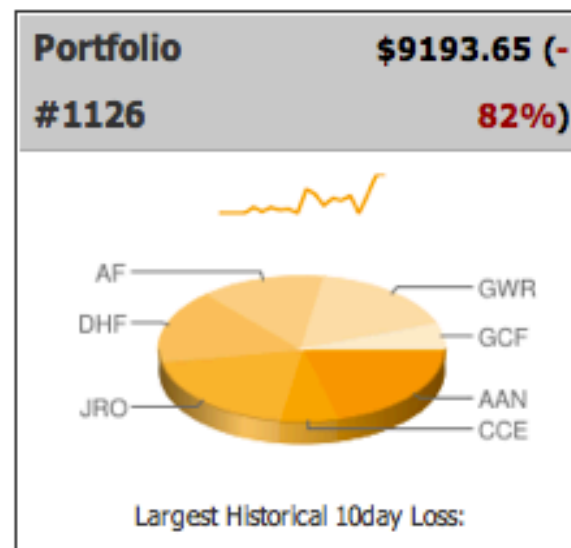 Portfolio $9193.65 (-
#1126 82%)
AF
GWR
DHF
GCF
JRO
AAN
CCE
Largest Historical 10day Loss: